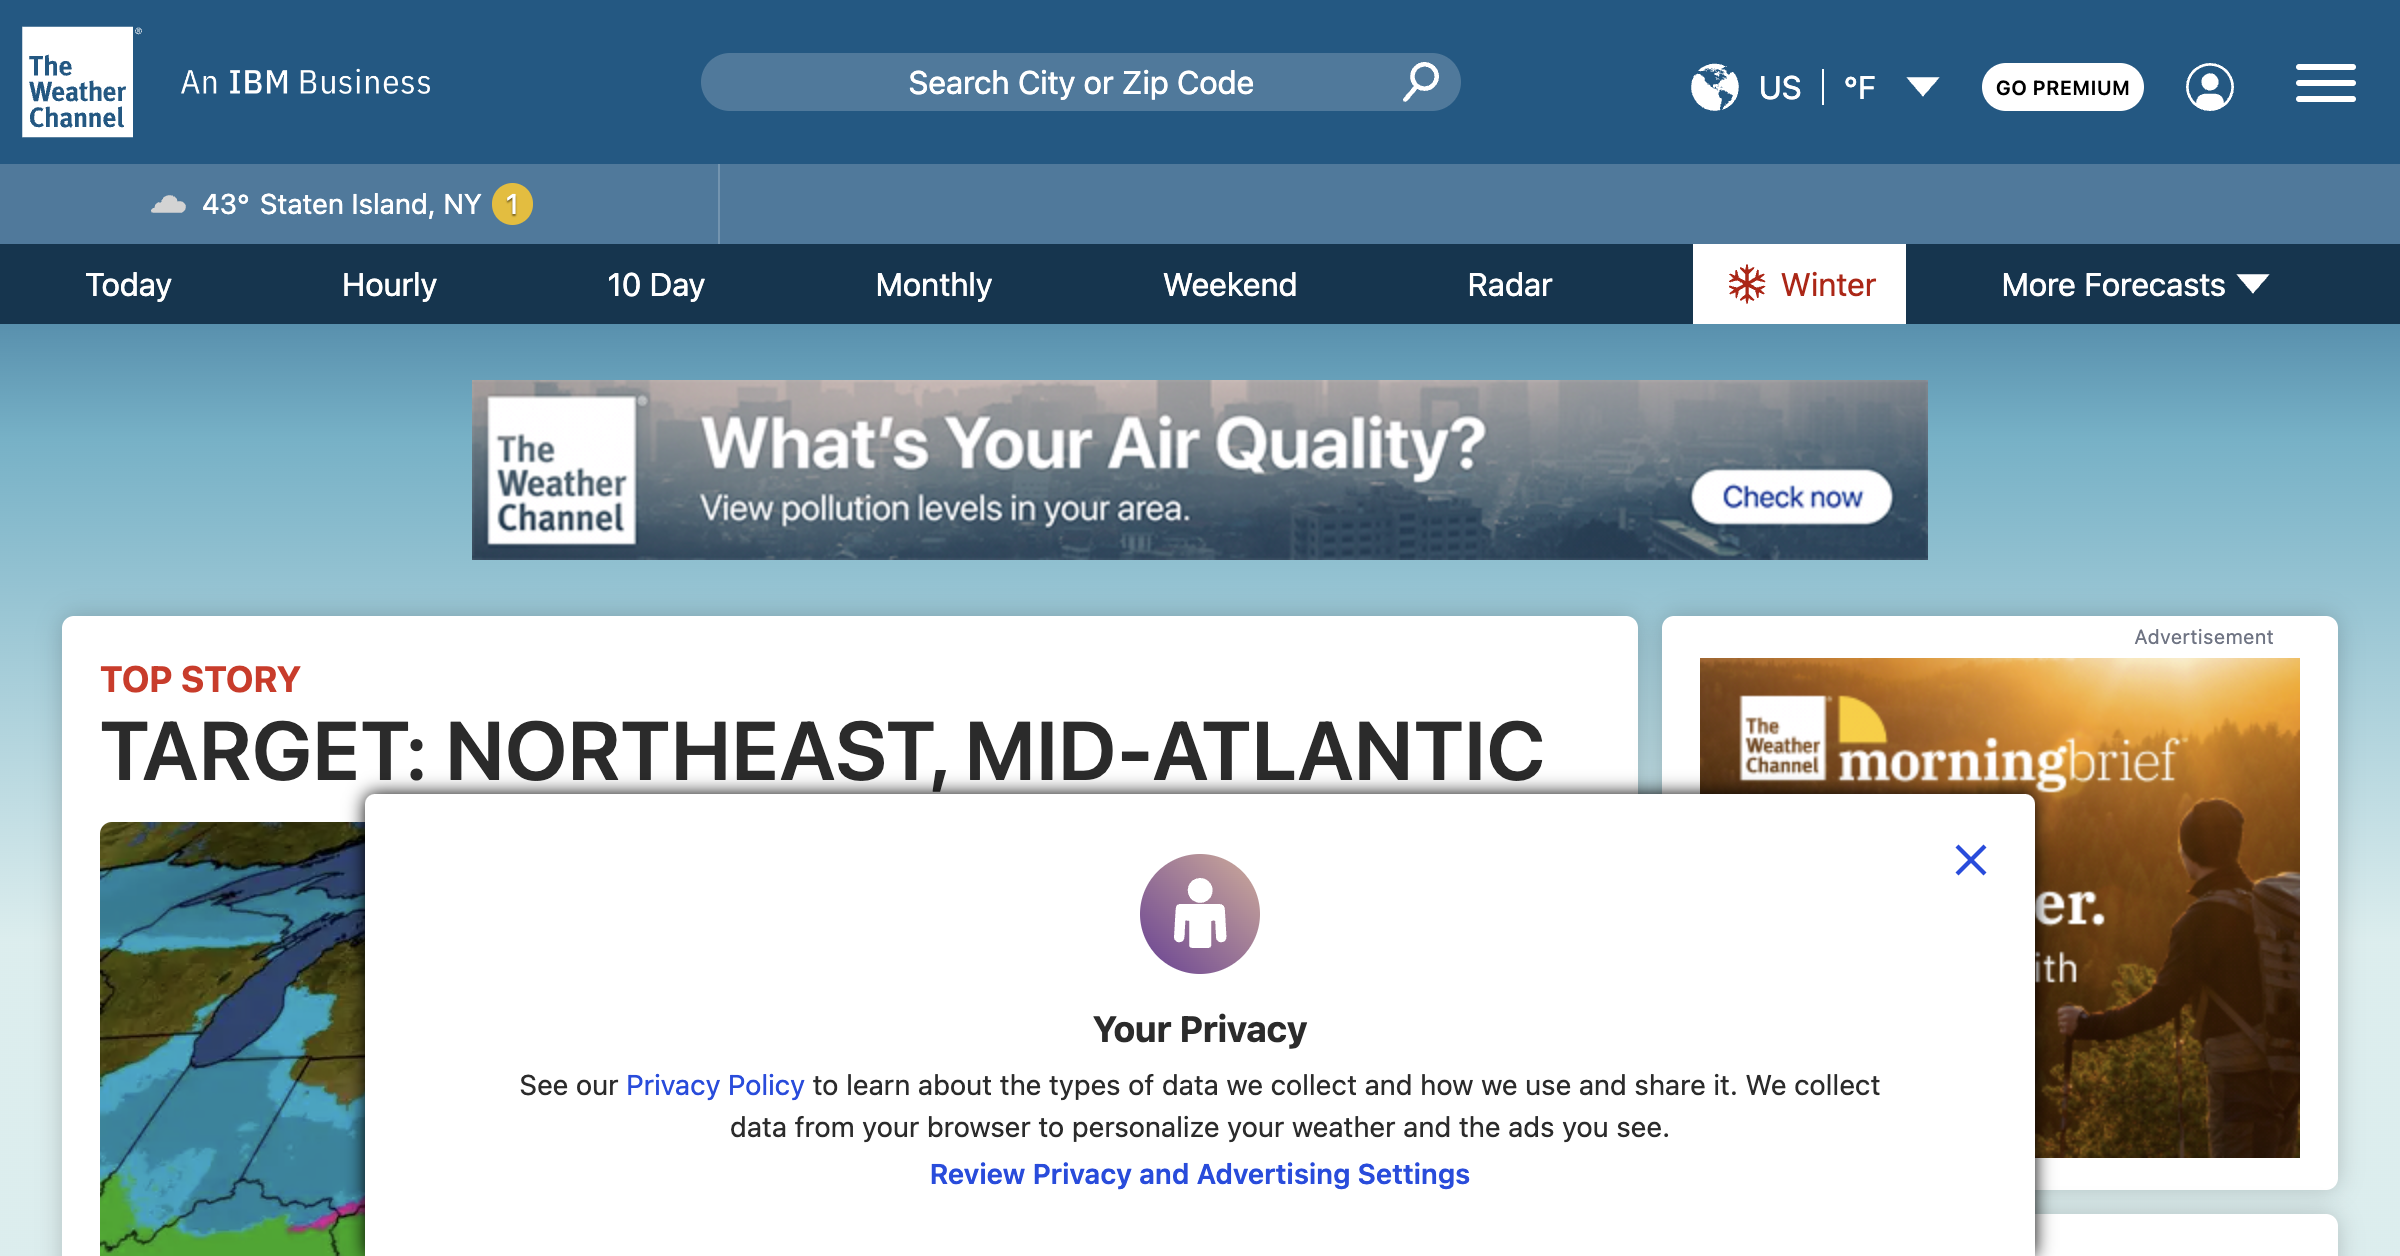 The
Weather
Channel
An IBM Business
Search City or Zip Code
US
°F
GO PREMIUM
43° Staten Island, NY 1
Today
Hourly
10 Day
Monthly
Weekend
Radar
Winter
More Forecasts
The
Weather
Channel
What's Your Air Quality?
View pollution levels in your area.
Check now
TOP STORY
TARGET: NORTHEAST, MID-ATLANTIC
Advertisement
The
Weather
Channel
morningbrief
er.
ith
Your Privacy
See our Privacy Policy to learn about the types of data we collect and how we use and share it. We collect
data from your browser to personalize your weather and the ads you see.
Review Privacy and Advertising Settings